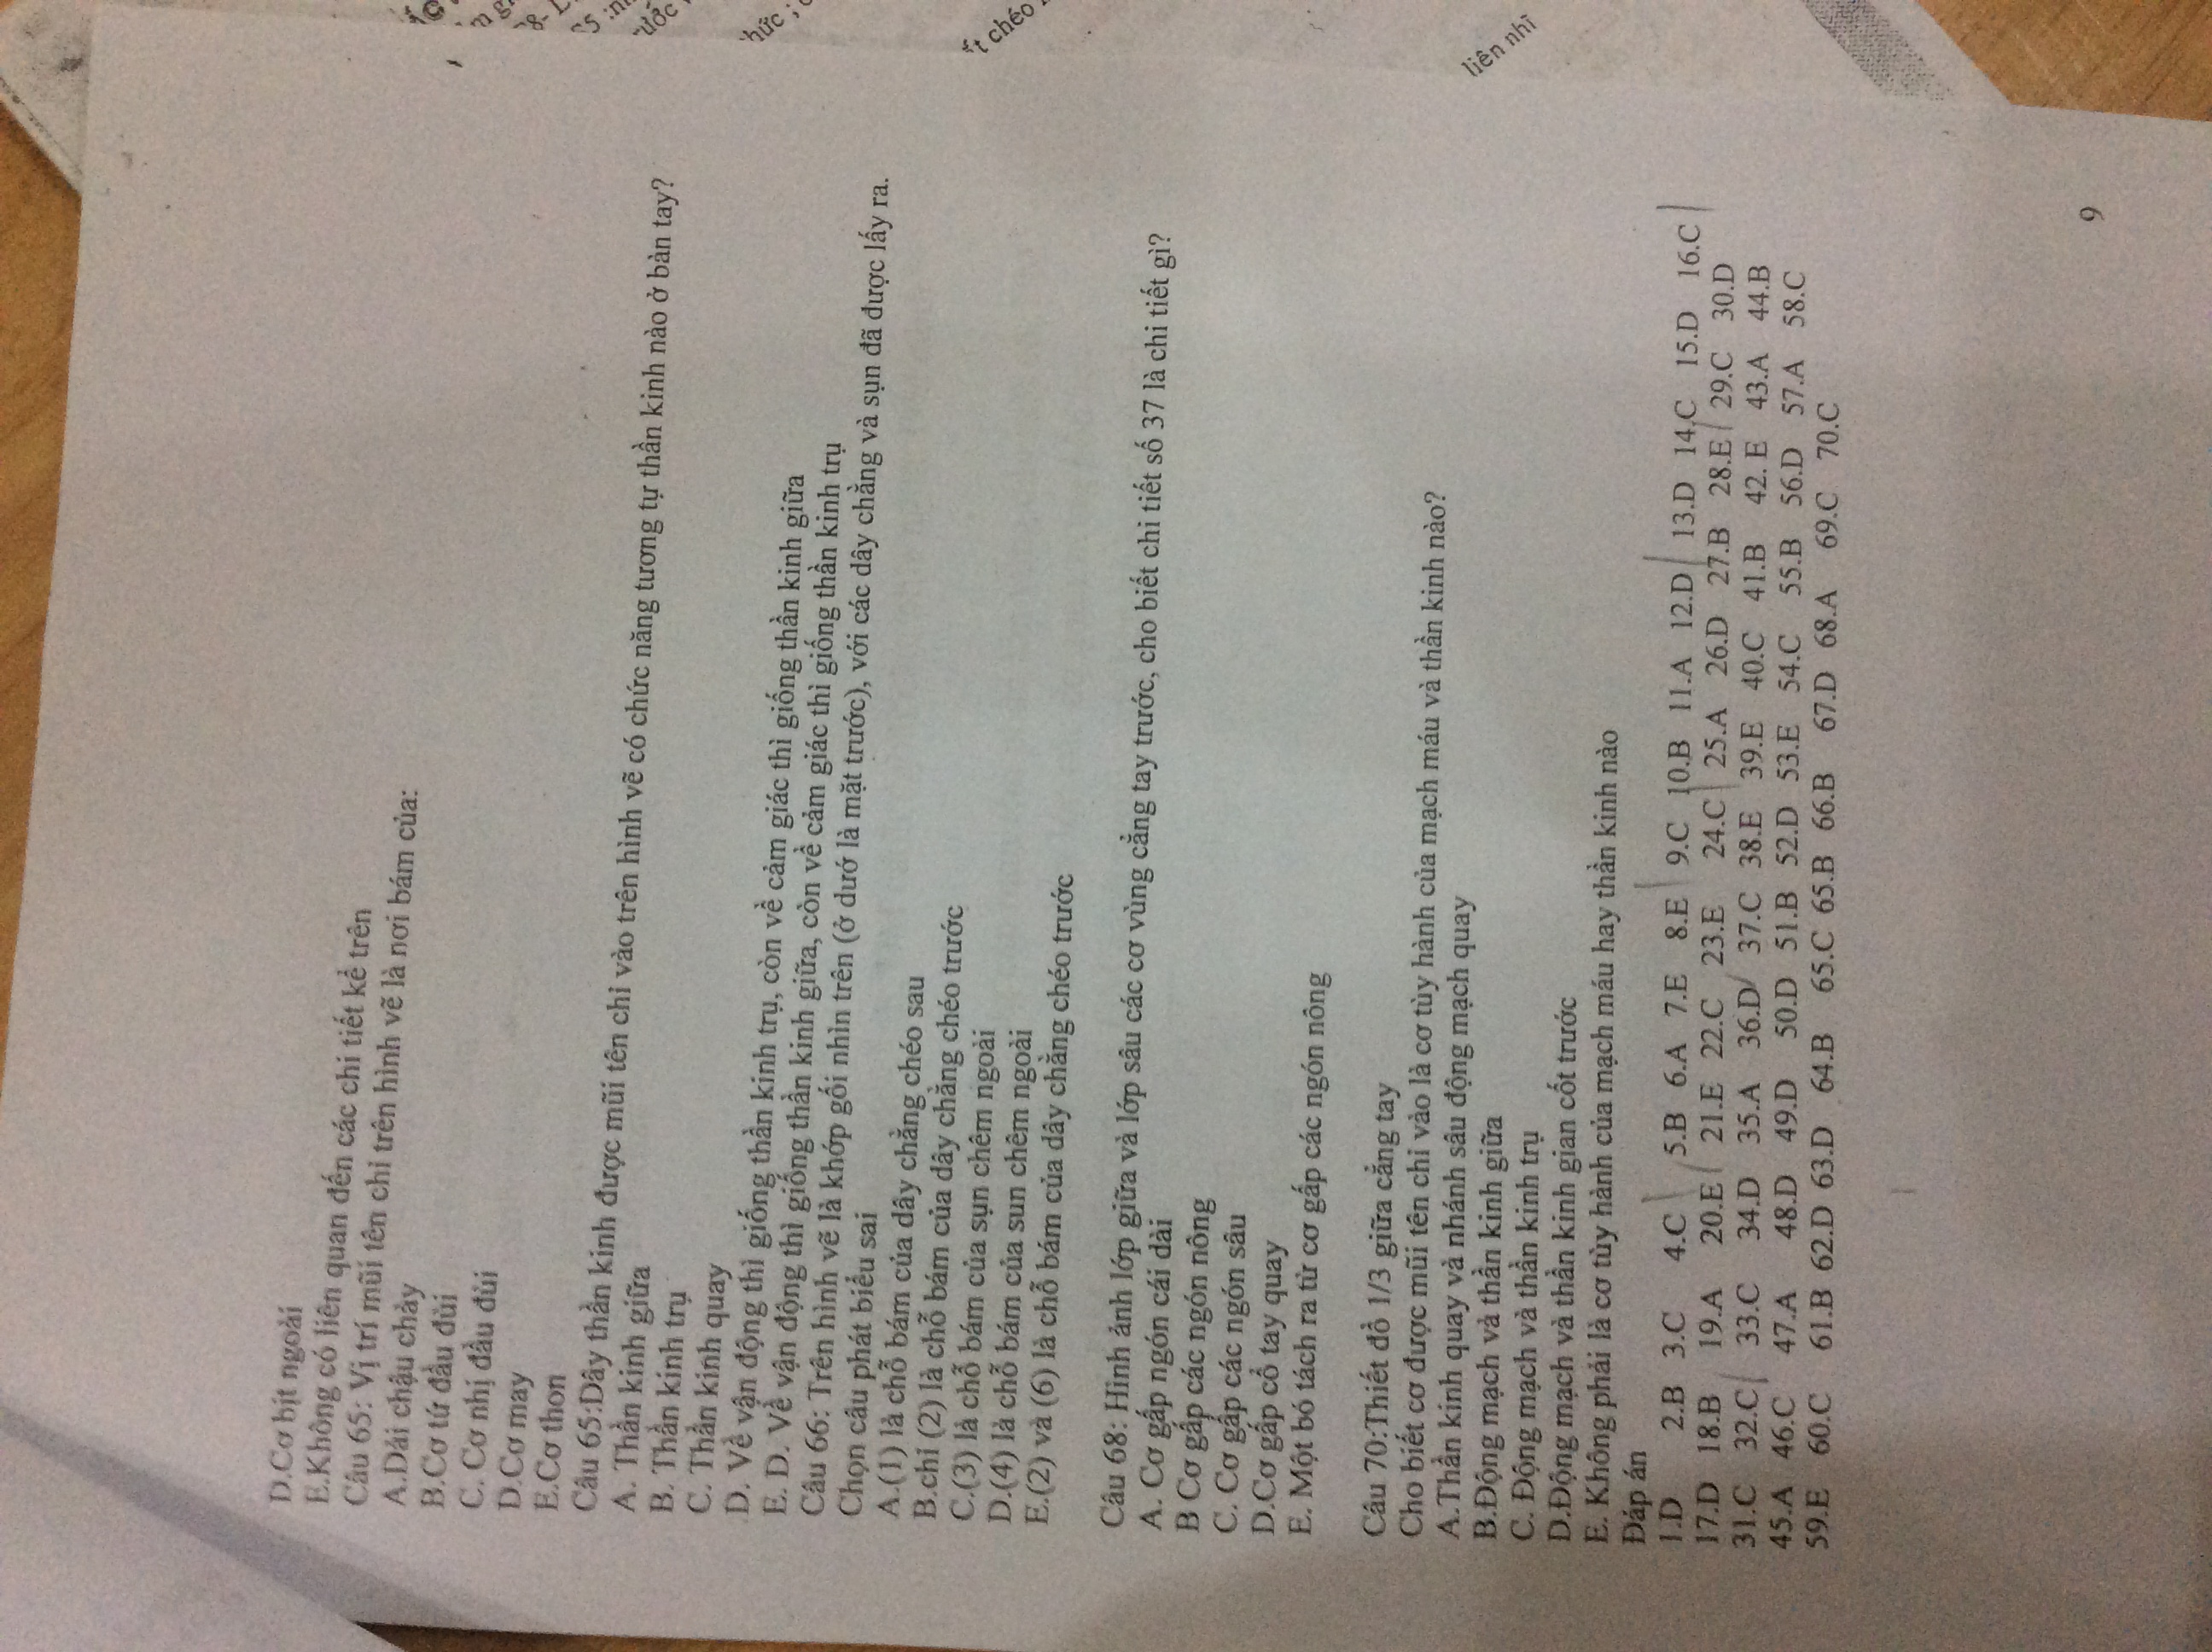 D.Cơ bịt ngoài
E.Không có liên quan đến các chi tiết kể trên
Câu 65: Vị trí mũi tên chỉ trên hình vẽ là nơi bám của:
A.Dải chậu chày
B.Cơ tứ đầu đùi
C. Cơ nhị đầu đùi
D.Cơ may
E.Cơ thon
Câu 65:Dây thần kinh được mũi tên chỉ vào trên hình vẽ có chức năng tương tự thần kinh nào ở bàn tay?
A. Thần kinh giữa
B. Thần kinh trụ
C. Thần kinh quay
D. Về vận động thì giống thần kinh trụ, còn về cảm giác thì giống thần kinh giữa
E. D. Về vận động thì giống thần kinh giữa, còn về cảm giác thì giống thần kinh trụ
Câu 66: Trên hình vẽ là khớp gối nhìn trên (ở dướ là mặt trước), với các dây chằng và sụn đã được lấy ra.
Chọn câu phát biểu sai
A.(1) là chỗ bám của dây chằng chéo sau
B.chỉ (2) là chỗ bám của dây chằng chéo trước
C.(3) là chỗ bám của sụn chêm ngoài
D.(4) là chỗ bám của sun chêm ngoài
E.(2) và (6) là chỗ bám của dây chằng chéo trước
Câu 68: Hình ảnh lớp giữa và lớp sâu các cơ vùng cẳng tay trước, cho biết chi tiết số 37 là chi tiết gì?
A. Cơ gấp ngón cái dài
B Cơ gấp các ngón nông
C. Cơ gấp các ngón sâu
D.Cơ gấp cổ tay quay
E. Một bó tách ra từ cơ gấp các ngón nông
Câu 70:Thiết đồ 1/3 giữa cẳng tay
Cho biết cơ được mũi tên chỉ vào là cơ tùy hành của mạch máu và thần kinh nào?
A.Thần kinh quay và nhánh sâu động mạch quay
B.Động mạch và thần kinh giữa
C. Động mạch và thần kinh trụ
D.Động mạch và thần kinh gian cốt trước
E. Không phải là cơ tùy hành của mạch máu hay thần kinh nào
Đáp án
1.D 2.B 3.C 4.C 5.B 6.A 7.E 8.E 9.C 10.B 11.A 12.D 13.D 14.C 15.D 16.C
17.D 18.B 19.A 20.E 21.E 22.C 23.E 24.C 25.A 26.D 27.B 28.E 29.C 30.D
31.C 32.C 33.C 34.D 35.A 36.D 37.C 38.E 39.E 40.C 41.B 42. E 43.A 44.B
45.A 46.C 47.A 48.D 49.D 50.D 51.B 52.D 53.E 54.C 55.B 56.D 57.A 58.C
59.E 60.C 61.B 62.D 63.D 64.B 65.C 65.B 66.B 67.D 68.A 69.C 70.C
hức ;
t chéo
liên nhĩ
9